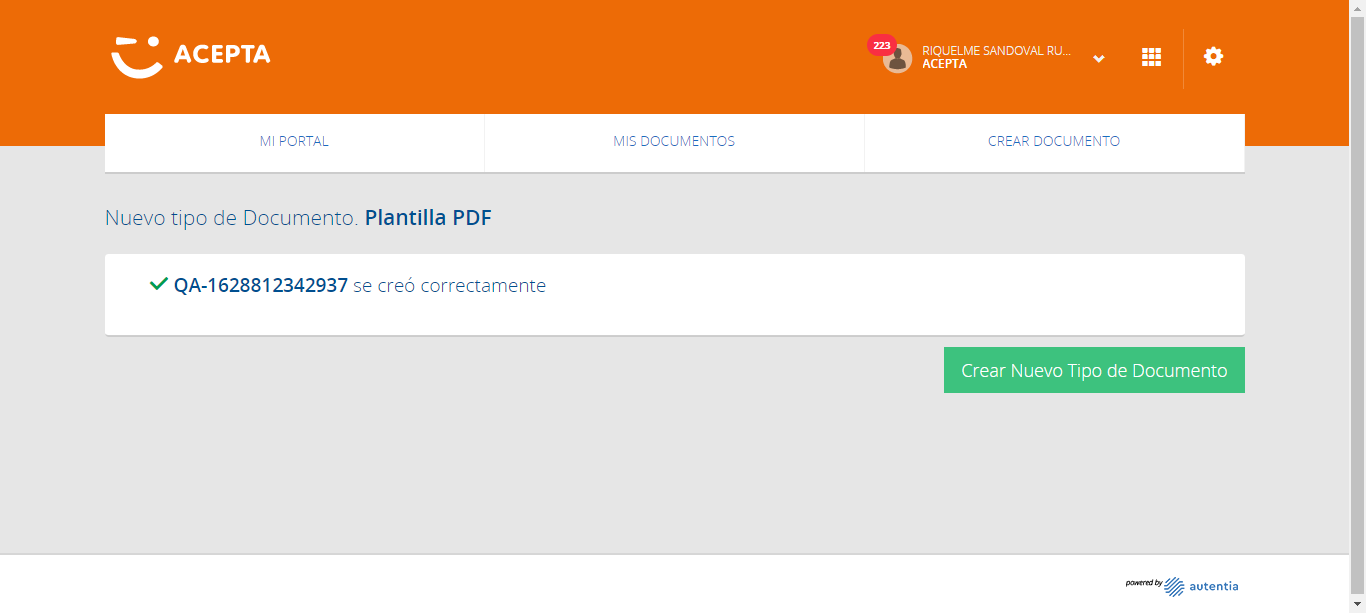 ACEPTA
223
RIQUELME SANDOVAL RU...
ACEPTA
MI PORTAL
MIS DOCUMENTOS
CREAR DOCUMENTO
Nuevo tipo de Documento. Plantilla PDF
QA-1628812342937 se creó correctamente
Crear Nuevo Tipo de Documento
powered by autentia